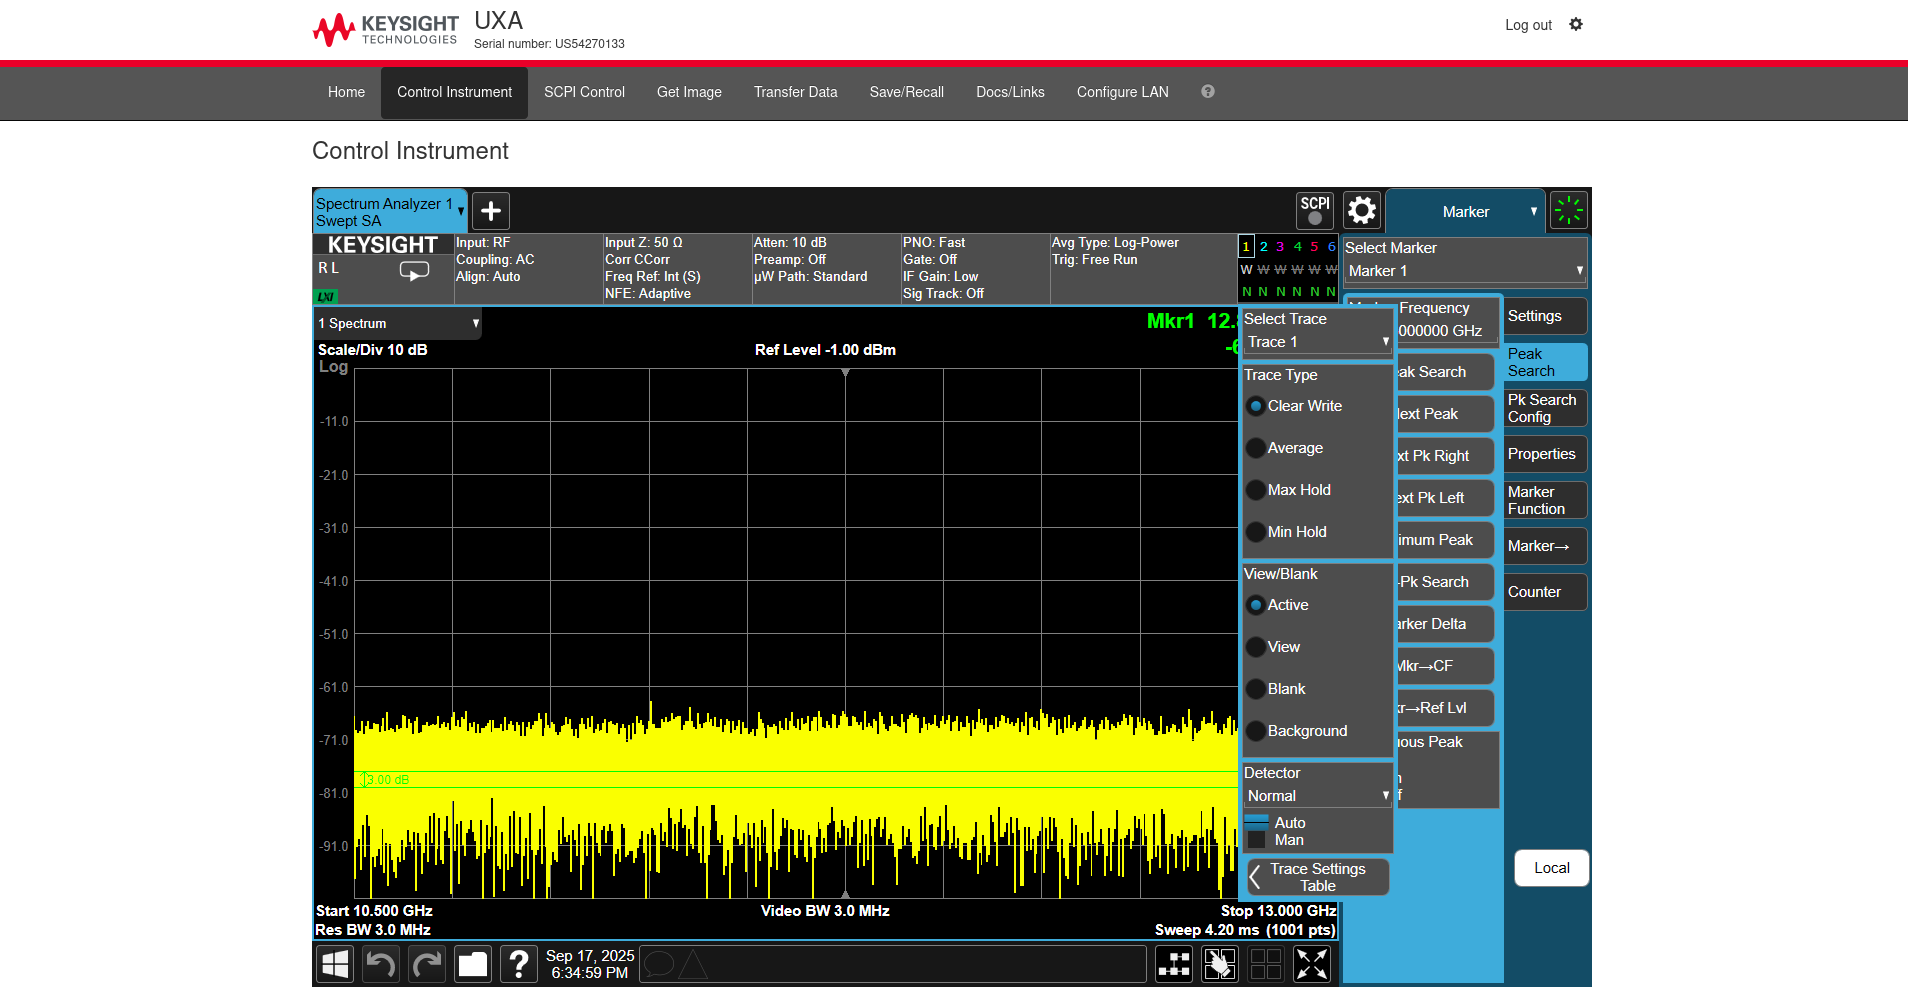 KEYSIGHT
TECHNOLOGIES
UXA
Serial number: US54270133
Log out
Home
Control Instrument
SCPI Control
Get Image
Transfer Data
Save/Recall
Docs/Links
Configure LAN
?
Control Instrument
Spectrum Analyzer 1
Swept SA
SCPI
Marker
KEYSIGHT
R L
LXI
Input: RF
Coupling: AC
Align: Auto
Input Z: 50 Ω
Corr CCorr
Freq Ref: Int (S)
NFE: Adaptive
Atten: 10 dB
Preamp: Off
µW Path: Standard
PNO: Fast
Gate: Off
IF Gain: Low
Sig Track: Off
Avg Type: Log-Power
Trig: Free Run
1 2 3 4 5 6
W W W W W W
N N N N N N
Select Marker
Marker 1
1 Spectrum
Scale/Div 10 dB
Log
Ref Level -1.00 dBm
Mkr1 12.
-6
-11.0
-21.0
-31.0
-41.0
-51.0
-61.0
-71.0
-81.0
-91.0
3.00 dB
Start 10.500 GHz
Res BW 3.0 MHz
Video BW 3.0 MHz
Stop 13.000 GHz
Sweep 4.20 ms (1001 pts)
Select Trace
Trace 1
Trace Type
Clear Write
Average
Max Hold
Min Hold
View/Blank
Active
View
Blank
Background
Detector
Normal
Auto
Man
Trace Settings
Table
Frequency
000000 GHz
ak Search
ext Peak
xt Pk Right
ext Pk Left
imum Peak
-Pk Search
arker Delta
Mkr→CF
r→Ref Lvl
uous Peak
Settings
Peak
Search
Pk Search
Config
Properties
Marker
Function
Marker→
Counter
Local
?
Sep 17, 2025
6:34:59 PM